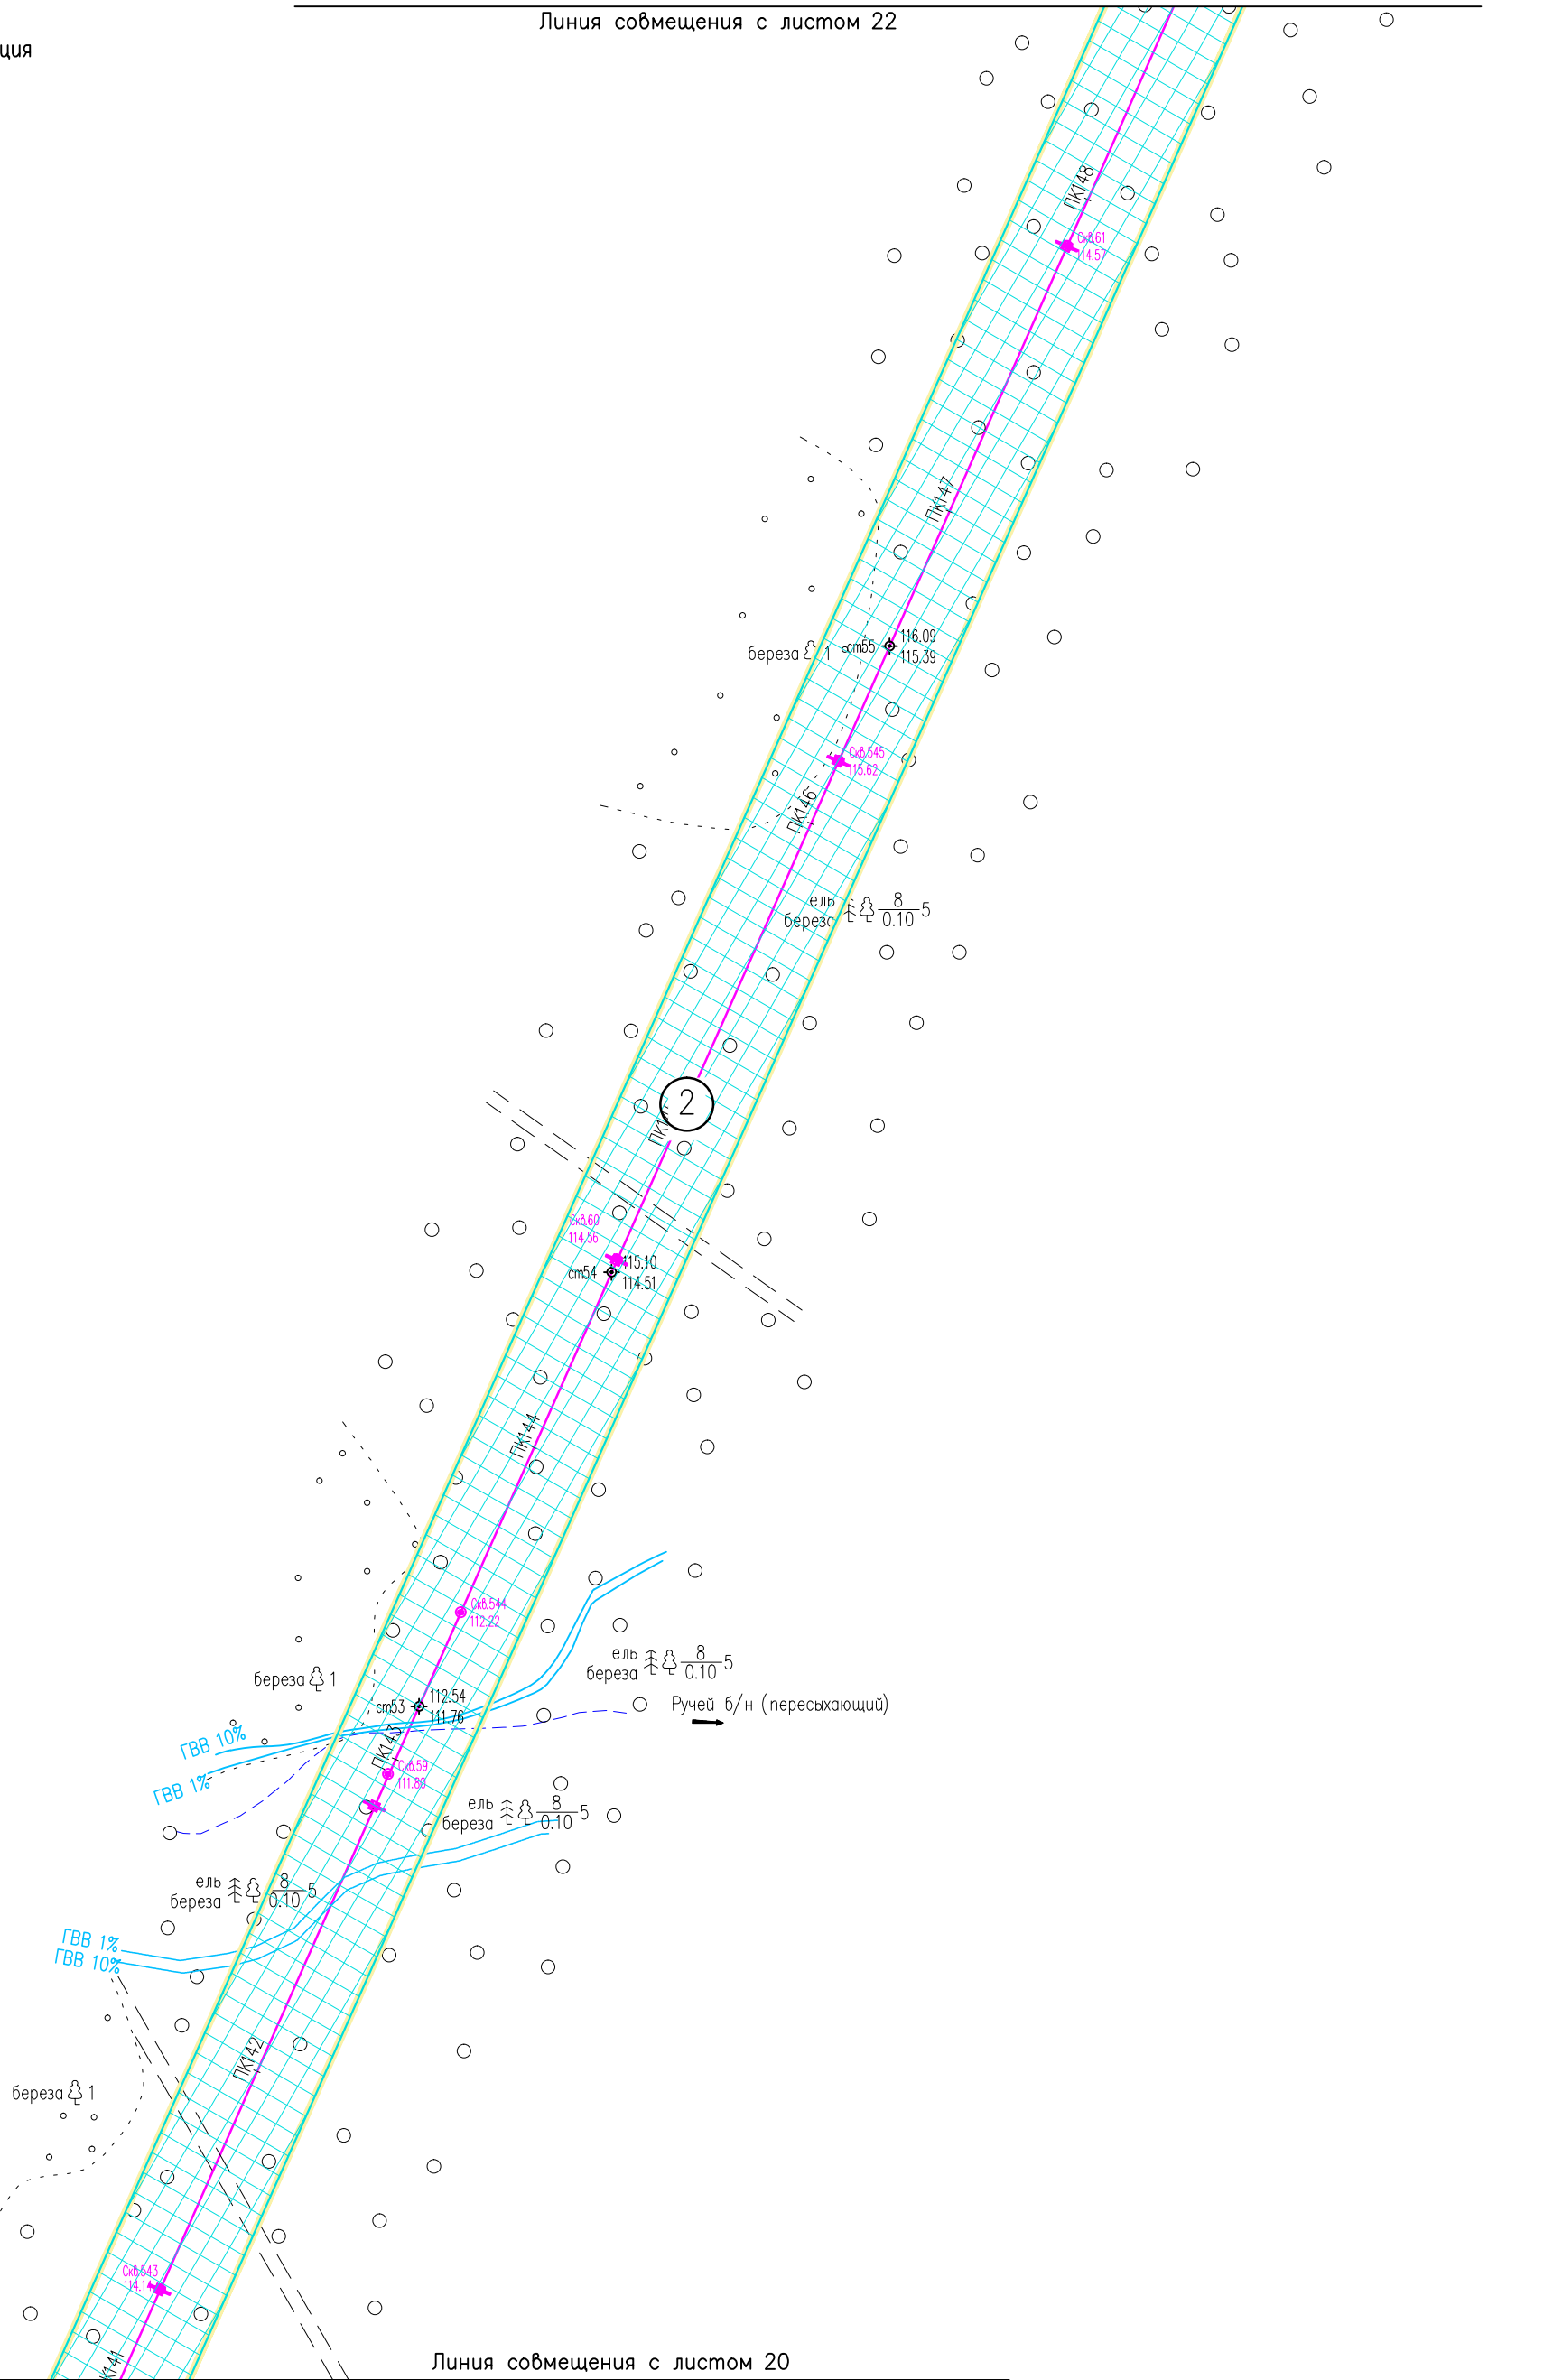 Линия совмещения с листом 22
ция
ПК148
Скв.61
114.57
ПК147
ст55
116.09
115.39
береза 1
Скв.545
115.62
ПК146
ель
8
0.10
5
2
Скв.60
114.56
ст54
115.10
114.51
ПК144
Скв.544
112.22
ель
береза
8
0.10
5
береза 1
ст53
112.54
111.76
Ручей б/н (пересыхающий)
ГВВ 10%
ГВВ 1%
ПК143
Скв.59
111.80
ель
береза
8
0.10
5
ель
береза
8
0.10
5
ГВВ 1%
ГВВ 10%
ПК142
береза 1
Скв.543
114.14
К141
Линия совмещения с листом 20